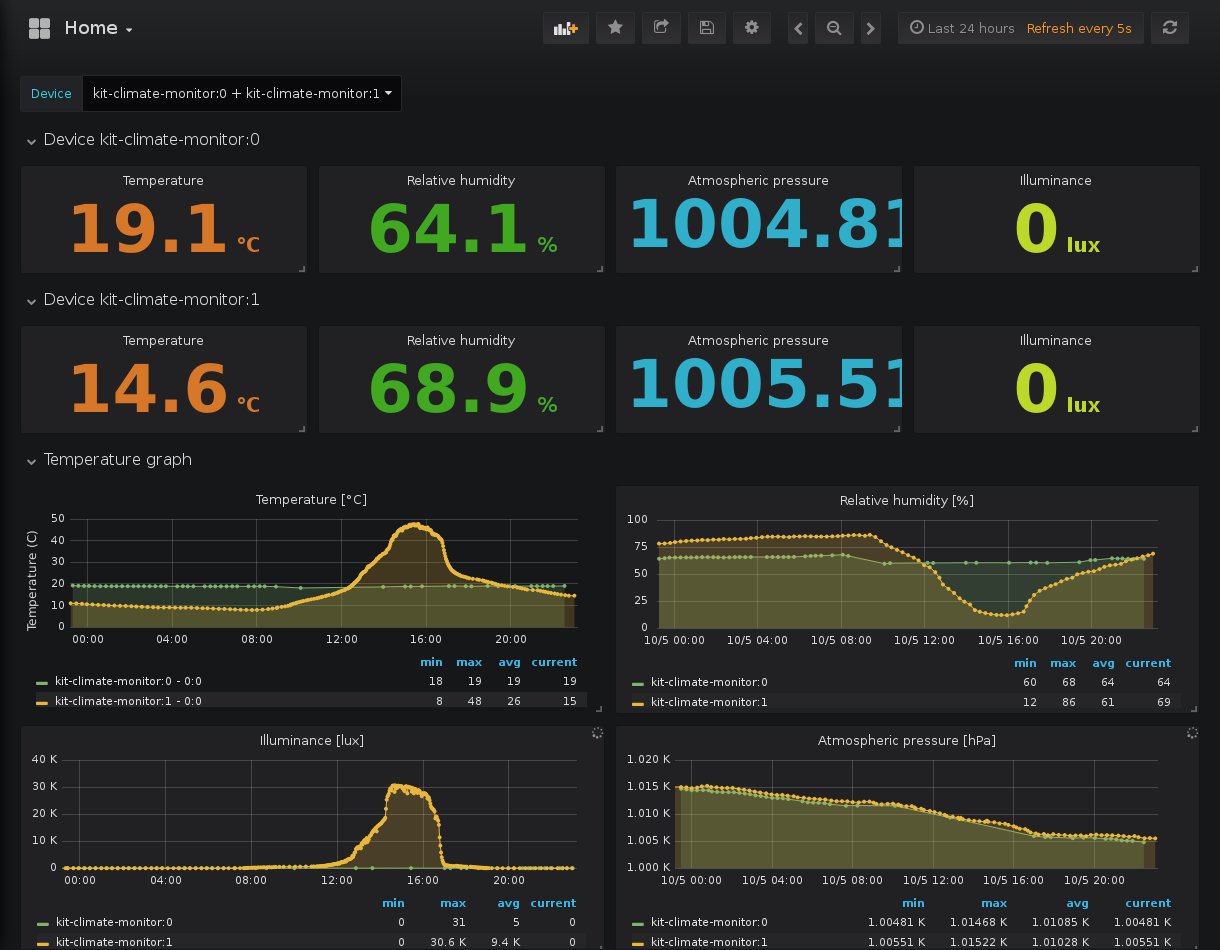 Home
Last 24 hours Refresh every 5s
Device kit-climate-monitor:0 + kit-climate-monitor:1
Device kit-climate-monitor:0
Temperature Relative humidity Atmospheric pressure Illuminance
19.1 °C 64.1 % 1004.81 0 lux
Device kit-climate-monitor:1
Temperature Relative humidity Atmospheric pressure Illuminance
14.6 °C 68.9 % 1005.51 0 lux
Temperature graph
Temperature [°C]
Temperature (C)
50
40
30
20
10
0
00:00 04:00 08:00 12:00 16:00 20:00
min max avg current
kit-climate-monitor:0 - 0:0 18 19 19 19
kit-climate-monitor:1 - 0:0 8 48 26 15
Relative humidity [%]
100
75
50
25
0
10/5 00:00 10/5 04:00 10/5 08:00 10/5 12:00 10/5 16:00 10/5 20:00
min max avg current
kit-climate-monitor:0 60 68 64 64
kit-climate-monitor:1 12 86 61 69
Illuminance [lux]
40 K
30 K
20 K
10 K
0
00:00 04:00 08:00 12:00 16:00 20:00
min max avg current
kit-climate-monitor:0 0 31 5 0
kit-climate-monitor:1 0 30.6 K 9.4 K 0
Atmospheric pressure [hPa]
1.020 K
1.015 K
1.010 K
1.005 K
1.000 K
10/5 00:00 10/5 04:00 10/5 08:00 10/5 12:00 10/5 16:00 10/5 20:00
min max avg current
kit-climate-monitor:0 1.00481 K 1.01468 K 1.01085 K 1.00481 K
kit-climate-monitor:1 1.00551 K 1.01522 K 1.01028 K 1.00551 K